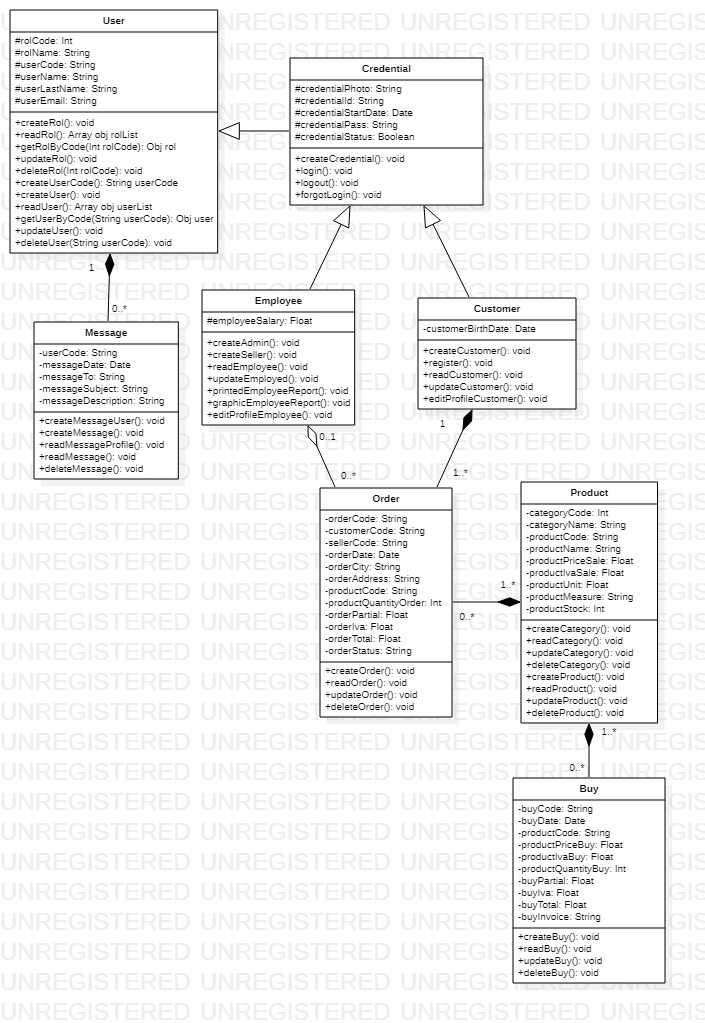 User
#rolCode: Int
#rolName: String
#userCode: String
#userName: String
#userLastName: String
#userEmail: String
+createRol(): void
+readRol(): Array obj rolList
+getRolByCode(Int rolCode): Obj rol
+updateRol(): void
+deleteRol(Int rolCode): void
+createUserCode(): String userCode
+createUser(): void
+readUser(): Array obj userList
+getUserByCode(String userCode): Obj user
+updateUser(): void
+deleteUser(String userCode): void
Credential
#credentialPhoto: String
#credentialId: String
#credentialStartDate: Date
#credentialPass: String
#credentialStatus: Boolean
+createCredential(): void
+login(): void
+logout(): void
+forgotLogin(): void
1
0..*
Message
-userCode: String
-messageDate: Date
-messageTo: String
-messageSubject: String
-messageDescription: String
+createMessageUser(): void
+createMessage(): void
+readMessageProfile(): void
+readMessage(): void
+deleteMessage(): void
Employee
#employeeSalary: Float
+createAdmin(): void
+createSeller(): void
+readEmployee(): void
+updateEmployed(): void
+printedEmployeeReport(): void
+graphicEmployeeReport(): void
+editProfileEmployee(): void
Customer
-customerBirthDate: Date
+createCustomer(): void
+register(): void
+readCustomer(): void
+updateCustomer(): void
+editProfileCustomer(): void
0..1
0..*
1
1..*
Order
-orderCode: String
-customerCode: String
-sellerCode: String
-orderDate: Date
-orderCity: String
-orderAddress: String
-productCode: String
-productQuantityOrder: Int
-orderPartial: Float
-orderIva: Float
-orderTotal: Float
-orderStatus: String
+createOrder(): void
+readOrder(): void
+updateOrder(): void
+deleteOrder(): void
1..*
0..*
Product
-categoryCode: Int
-categoryName: String
-productCode: String
-productName: String
-productPriceSale: Float
-productIvaSale: Float
-productUnit: Float
-productMeasure: String
-productStock: Int
+createCategory(): void
+readCategory(): void
+updateCategory(): void
+deleteCategory(): void
+createProduct(): void
+readProduct(): void
+updateProduct(): void
+deleteProduct(): void
1..*
0..*
Buy
-buyCode: String
-buyDate: Date
-productCode: String
-productPriceBuy: Float
-productIvaBuy: Float
-productQuantityBuy: Int
-buyPartial: Float
-buyIva: Float
-buyTotal: Float
-buyInvoice: String
+createBuy(): void
+readBuy(): void
+updateBuy(): void
+deleteBuy(): void
UNREGISTERED UNREGISTERED UNREGISTERED